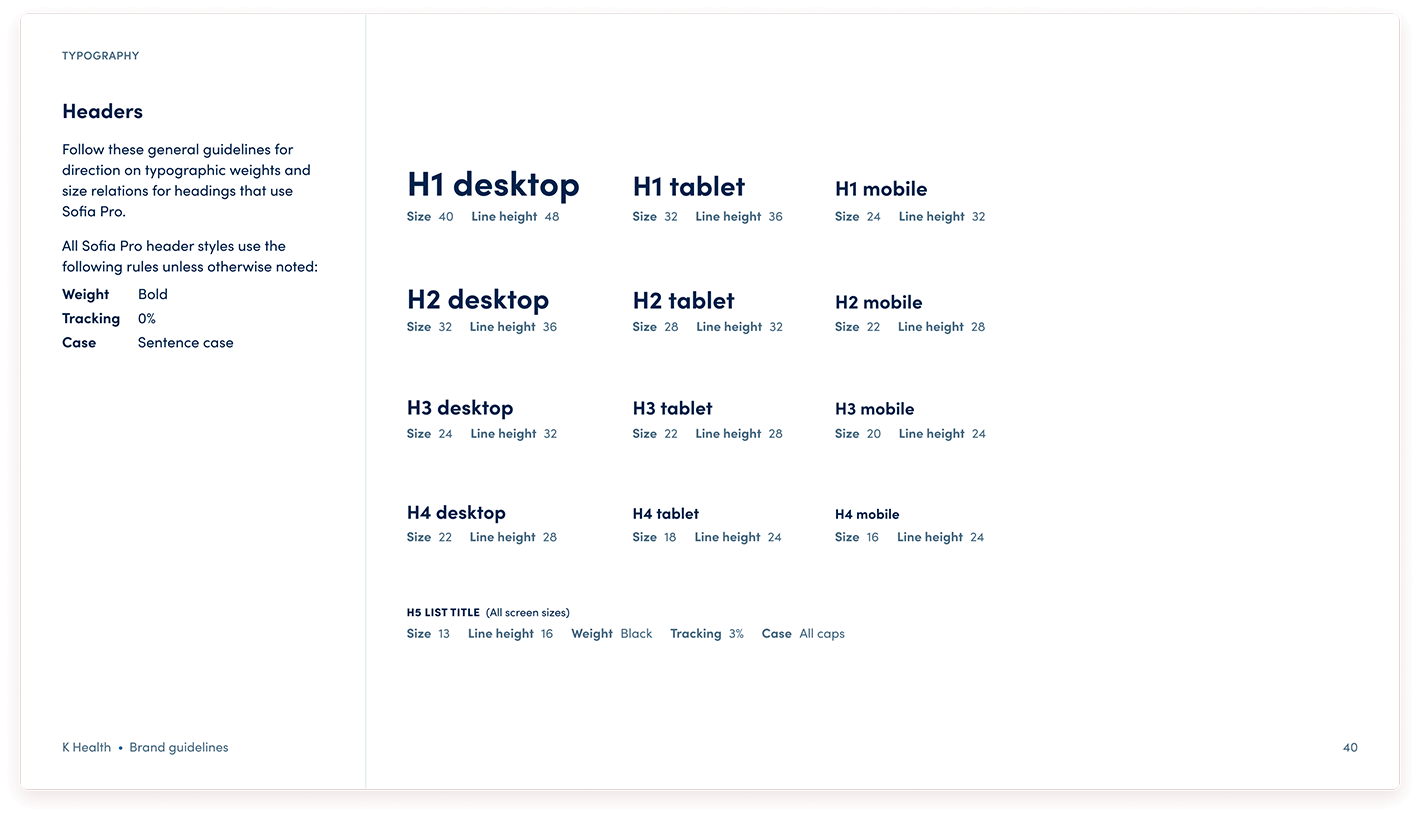 TYPOGRAPHY
Headers
Follow these general guidelines for
direction on typographic weights and
size relations for headings that use
Sofia Pro.
All Sofia Pro header styles use the
following rules unless otherwise noted:
Weight Bold
Tracking 0%
Case Sentence case
H1 desktop H1 tablet H1 mobile
Size 40 Line height 48 Size 32 Line height 36 Size 24 Line height 32
H2 desktop H2 tablet H2 mobile
Size 32 Line height 36 Size 28 Line height 32 Size 22 Line height 28
H3 desktop H3 tablet H3 mobile
Size 24 Line height 32 Size 22 Line height 28 Size 20 Line height 24
H4 desktop H4 tablet H4 mobile
Size 22 Line height 28 Size 18 Line height 24 Size 16 Line height 24
H5 LIST TITLE (All screen sizes)
Size 13 Line height 16 Weight Black Tracking 3% Case All caps
K Health • Brand guidelines 40